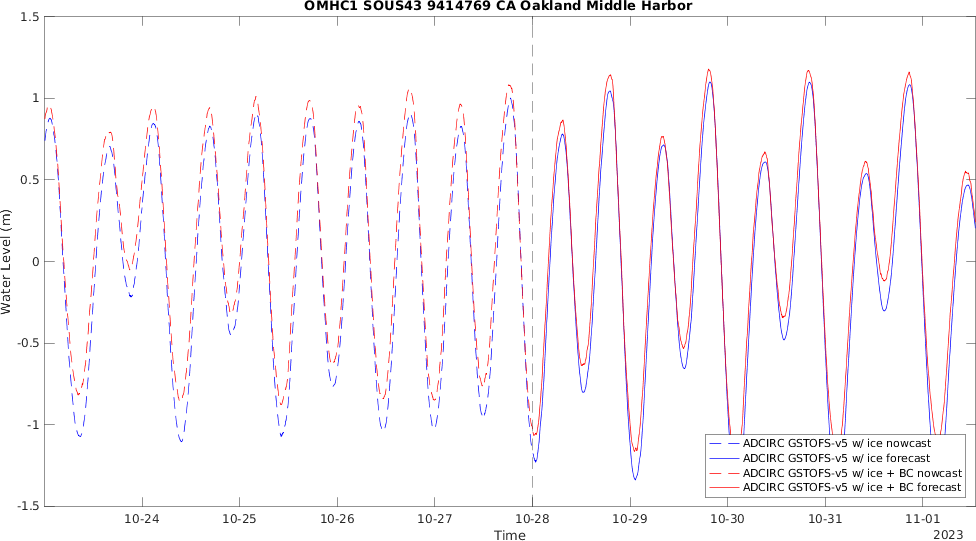 OMHC1 SOUS43 9414769 CA Oakland Middle Harbor
1.5
1
0.5
0
-0.5
-1
-1.5
Water Level (m)
10-24
10-25
10-26
10-27
10-28
10-29
10-30
10-31
11-01
Time
2023
ADCIRC GSTOFS-v5 w/ ice nowcast
ADCIRC GSTOFS-v5 w/ ice forecast
ADCIRC GSTOFS-v5 w/ ice + BC nowcast
ADCIRC GSTOFS-v5 w/ ice + BC forecast